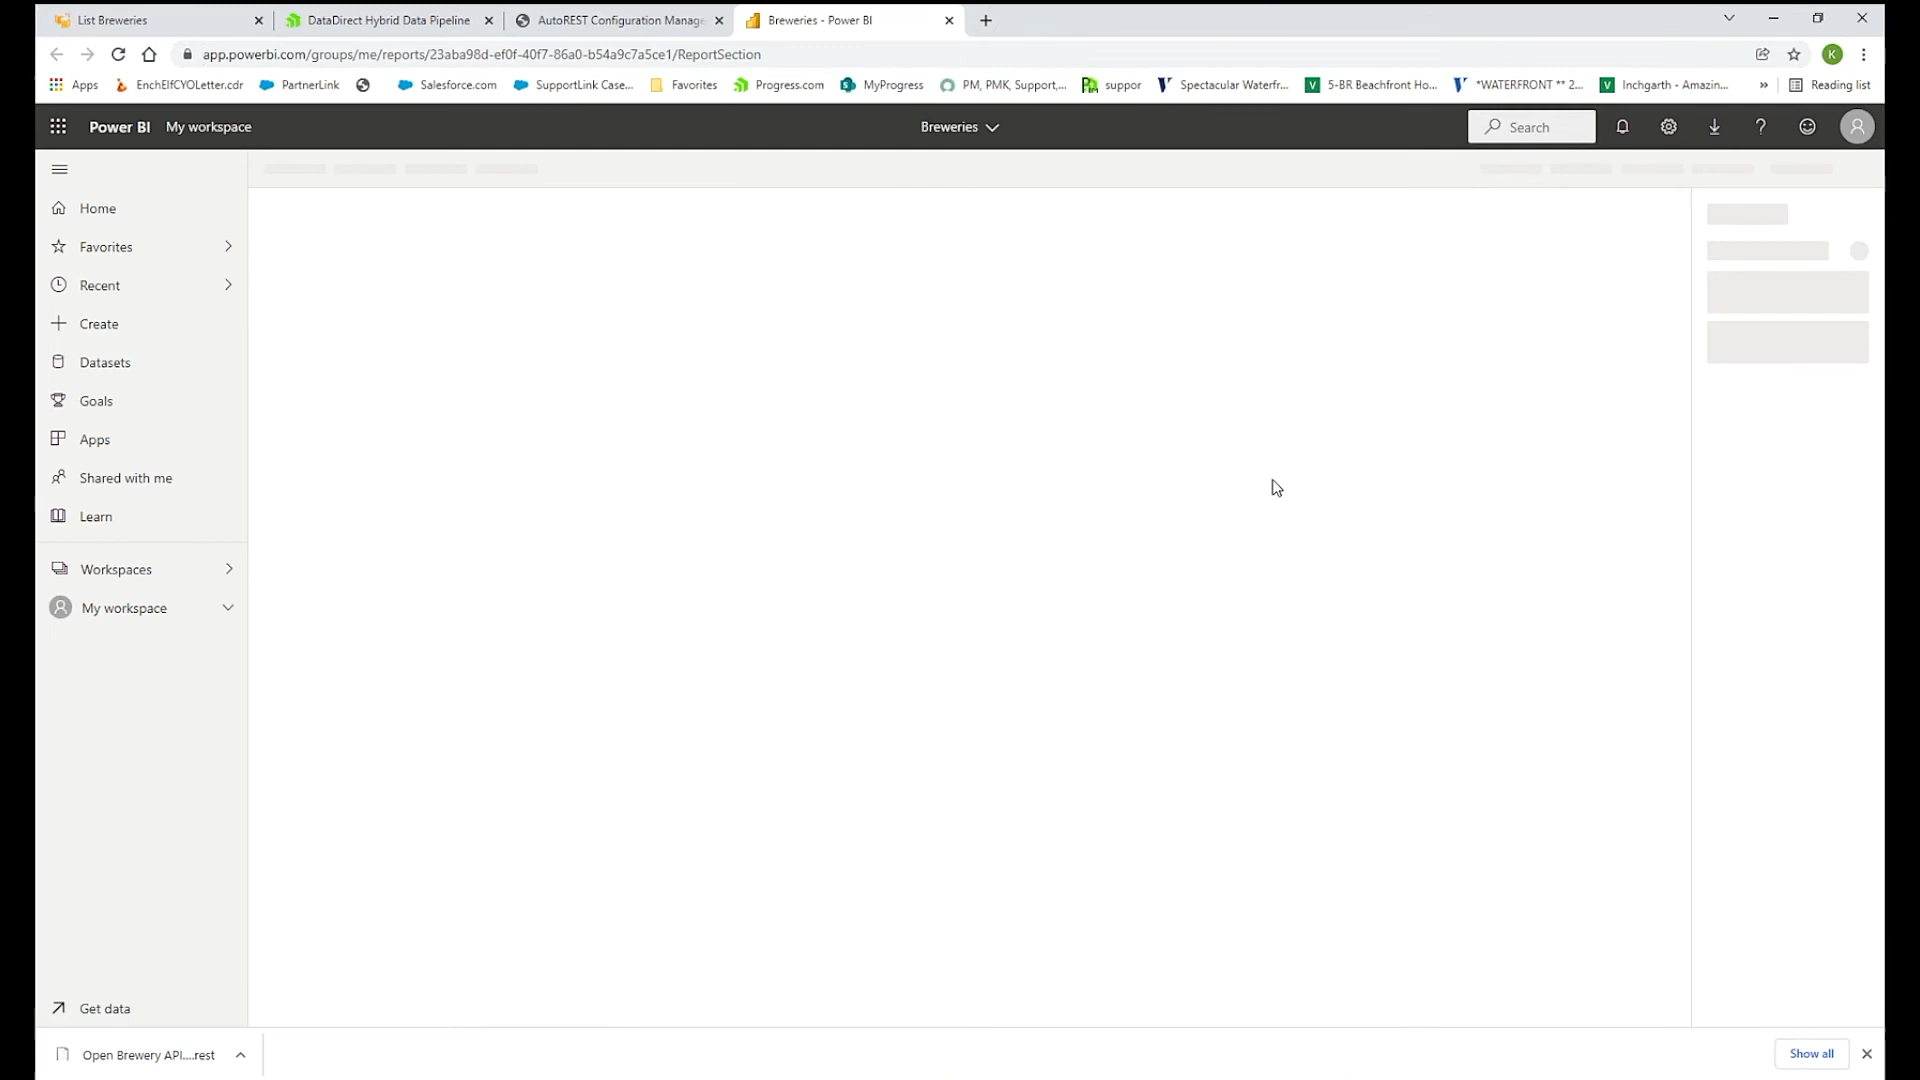 List Breweries
DataDirect Hybrid Data Pipeline
AutoREST Configuration Manage
Breweries - Power BI
app.powerbi.com/groups/me/reports/23aba98d-ef0f-40f7-86a0-b54a9c7a5ce1/ReportSection
K
Apps
EnchElfCYOLetter.cdr
PartnerLink
Salesforce.com
SupportLink Case...
Favorites
Progress.com
MyProgress
PM, PMK, Support,...
suppor
Spectacular Waterfr...
5-BR Beachfront Ho...
*WATERFRONT ** 2...
Inchgarth - Amazin...
»
Reading list
Power BI
My workspace
Breweries
Search
Home
Favorites
Recent
Create
Datasets
Goals
Apps
Shared with me
Learn
Workspaces
My workspace
Get data
Open Brewery API....rest
Show all